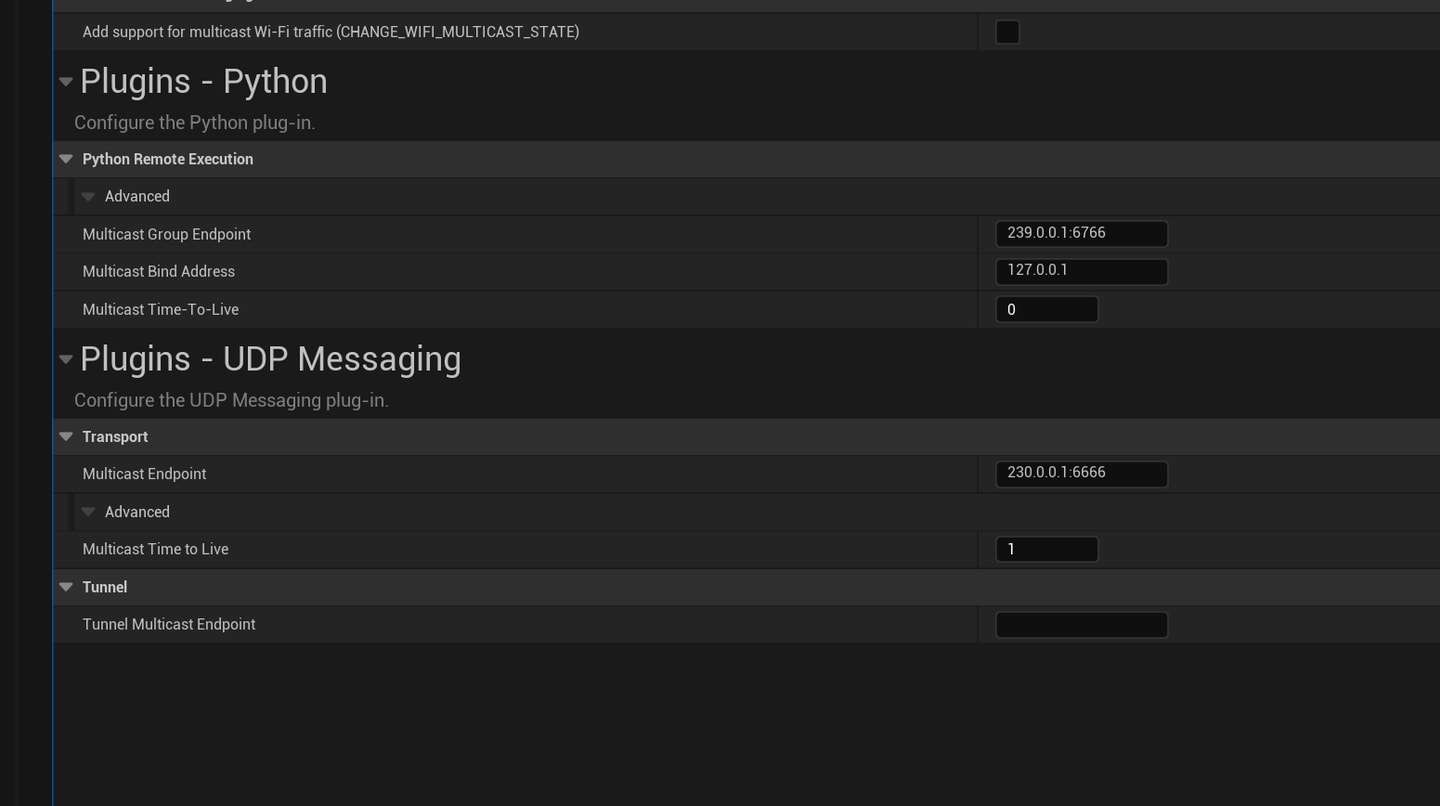 Add support for multicast Wi-Fi traffic (CHANGE_WIFI_MULTICAST_STATE)
Plugins - Python
Configure the Python plug-in.
Python Remote Execution
Advanced
Multicast Group Endpoint 239.0.0.1:6766
Multicast Bind Address 127.0.0.1
Multicast Time-To-Live 0
Plugins - UDP Messaging
Configure the UDP Messaging plug-in.
Transport
Multicast Endpoint 230.0.0.1:6666
Advanced
Multicast Time to Live 1
Tunnel
Tunnel Multicast Endpoint